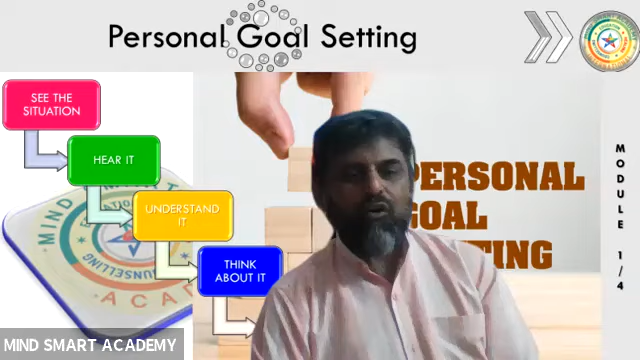 Personal Goal Setting
SEE THE
SITUATION
HEAR IT
UNDERSTAND
IT
THINK
ABOUT IT
PERSONAL
GOAL
MODULE 1/4
MIND SMART ACADEMY